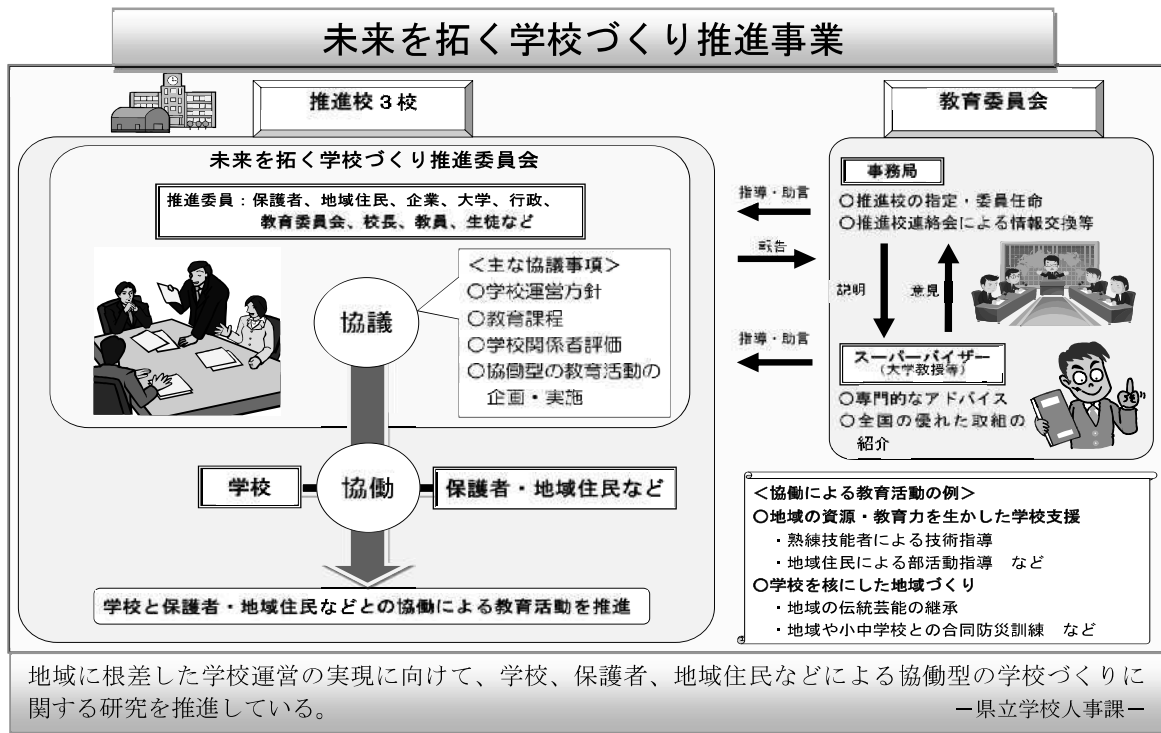 未来を拓く学校づくり推進事業
推進校3校
未来を拓く学校づくり推進委員会
推進委員：保護者、地域住民、企業、大学、行政、
教育委員会、校長、教員、生徒など
協議
＜主な協議事項＞
〇学校運営方針
〇教育課程
〇学校関係者評価
〇協働型の教育活動の
企画・実施
学校
協働
保護者・地域住民など
学校と保護者・地域住民などとの協働による教育活動を推進
指導・助言
報告
指導・助言
教育委員会
事務局
〇推進校の指定・委員任命
〇推進校連絡会による情報交換等
説明
意見
スーパーバイザー
（大学教授等）
〇専門的なアドバイス
〇全国の優れた取組の
紹介
＜協働による教育活動の例＞
〇地域の資源・教育力を生かした学校支援
・熟練技能者による技術指導
・地域住民による部活動指導　など
〇学校を核にした地域づくり
・地域の伝統芸能の継承
・地域や小中学校との合同防災訓練　など
地域に根差した学校運営の実現に向けて、学校、保護者、地域住民などによる協働型の学校づくりに
関する研究を推進している。
－県立学校人事課－